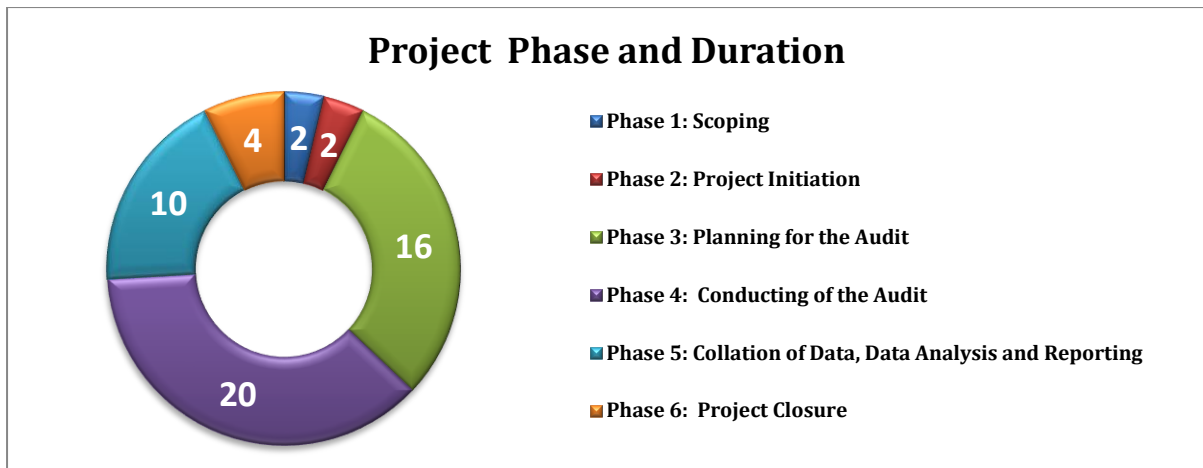 Project Phase and Duration
2
2
16
20
10
4
Phase 1: Scoping
Phase 2: Project Initiation
Phase 3: Planning for the Audit
Phase 4: Conducting of the Audit
Phase 5: Collation of Data, Data Analysis and Reporting
Phase 6: Project Closure